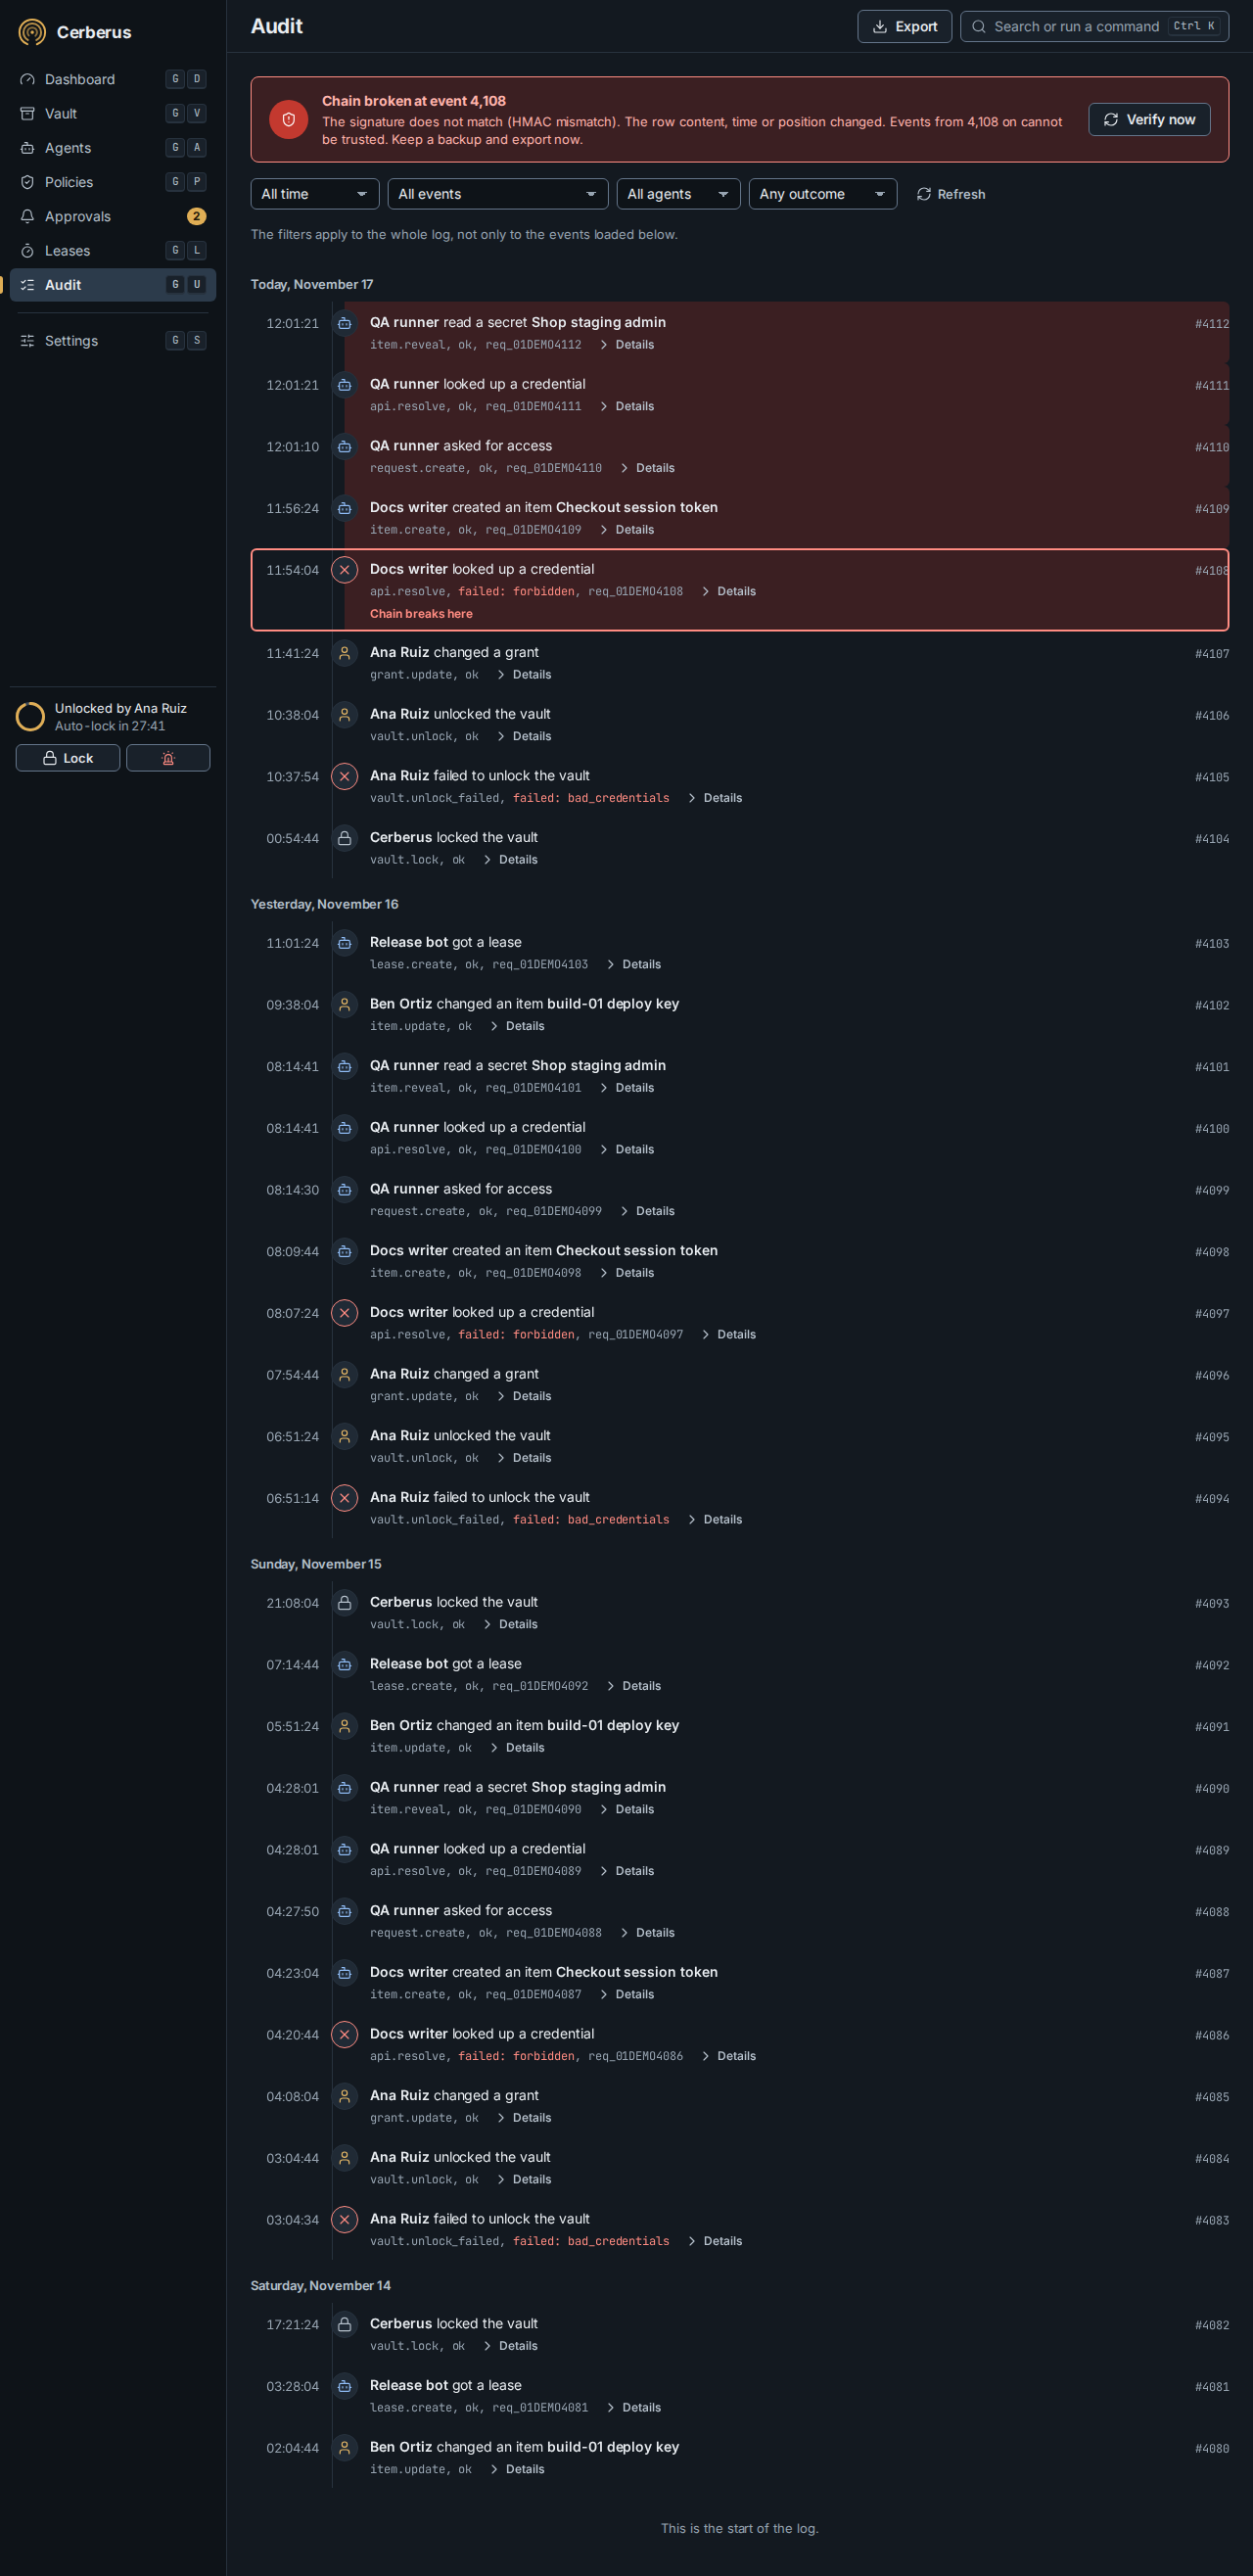 Cerberus
Dashboard G D
Vault G V
Agents G A
Policies G P
Approvals 2
Leases G L
Audit G U
Settings G S
Unlocked by Ana Ruiz
Auto-lock in 27:41
Lock
Audit
Export
Search or run a command Ctrl K
Chain broken at event 4,108
The signature does not match (HMAC mismatch). The row content, time or position changed. Events from 4,108 on cannot
be trusted. Keep a backup and export now.
Verify now
All time All events All agents Any outcome Refresh
The filters apply to the whole log, not only to the events loaded below.
Today, November 17
12:01:21 QA runner read a secret Shop staging admin #4112
item.reveal, ok, req_01DEMO4112 Details
12:01:21 QA runner looked up a credential #4111
api.resolve, ok, req_01DEMO4111 Details
12:01:10 QA runner asked for access #4110
request.create, ok, req_01DEMO4110 Details
11:56:24 Docs writer created an item Checkout session token #4109
item.create, ok, req_01DEMO4109 Details
11:54:04 Docs writer looked up a credential #4108
api.resolve, failed: forbidden, req_01DEMO4108 Details
Chain breaks here
11:41:24 Ana Ruiz changed a grant #4107
grant.update, ok Details
10:38:04 Ana Ruiz unlocked the vault #4106
vault.unlock, ok Details
10:37:54 Ana Ruiz failed to unlock the vault #4105
vault.unlock_failed, failed: bad_credentials Details
00:54:44 Cerberus locked the vault #4104
vault.lock, ok Details
Yesterday, November 16
11:01:24 Release bot got a lease #4103
lease.create, ok, req_01DEMO4103 Details
09:38:04 Ben Ortiz changed an item build-01 deploy key #4102
item.update, ok Details
08:14:41 QA runner read a secret Shop staging admin #4101
item.reveal, ok, req_01DEMO4101 Details
08:14:41 QA runner looked up a credential #4100
api.resolve, ok, req_01DEMO4100 Details
08:14:30 QA runner asked for access #4099
request.create, ok, req_01DEMO4099 Details
08:09:44 Docs writer created an item Checkout session token #4098
item.create, ok, req_01DEMO4098 Details
08:07:24 Docs writer looked up a credential #4097
api.resolve, failed: forbidden, req_01DEMO4097 Details
07:54:44 Ana Ruiz changed a grant #4096
grant.update, ok Details
06:51:24 Ana Ruiz unlocked the vault #4095
vault.unlock, ok Details
06:51:14 Ana Ruiz failed to unlock the vault #4094
vault.unlock_failed, failed: bad_credentials Details
Sunday, November 15
21:08:04 Cerberus locked the vault #4093
vault.lock, ok Details
07:14:44 Release bot got a lease #4092
lease.create, ok, req_01DEMO4092 Details
05:51:24 Ben Ortiz changed an item build-01 deploy key #4091
item.update, ok Details
04:28:01 QA runner read a secret Shop staging admin #4090
item.reveal, ok, req_01DEMO4090 Details
04:28:01 QA runner looked up a credential #4089
api.resolve, ok, req_01DEMO4089 Details
04:27:50 QA runner asked for access #4088
request.create, ok, req_01DEMO4088 Details
04:23:04 Docs writer created an item Checkout session token #4087
item.create, ok, req_01DEMO4087 Details
04:20:44 Docs writer looked up a credential #4086
api.resolve, failed: forbidden, req_01DEMO4086 Details
04:08:04 Ana Ruiz changed a grant #4085
grant.update, ok Details
03:04:44 Ana Ruiz unlocked the vault #4084
vault.unlock, ok Details
03:04:34 Ana Ruiz failed to unlock the vault #4083
vault.unlock_failed, failed: bad_credentials Details
Saturday, November 14
17:21:24 Cerberus locked the vault #4082
vault.lock, ok Details
03:28:04 Release bot got a lease #4081
lease.create, ok, req_01DEMO4081 Details
02:04:44 Ben Ortiz changed an item build-01 deploy key #4080
item.update, ok Details
This is the start of the log.